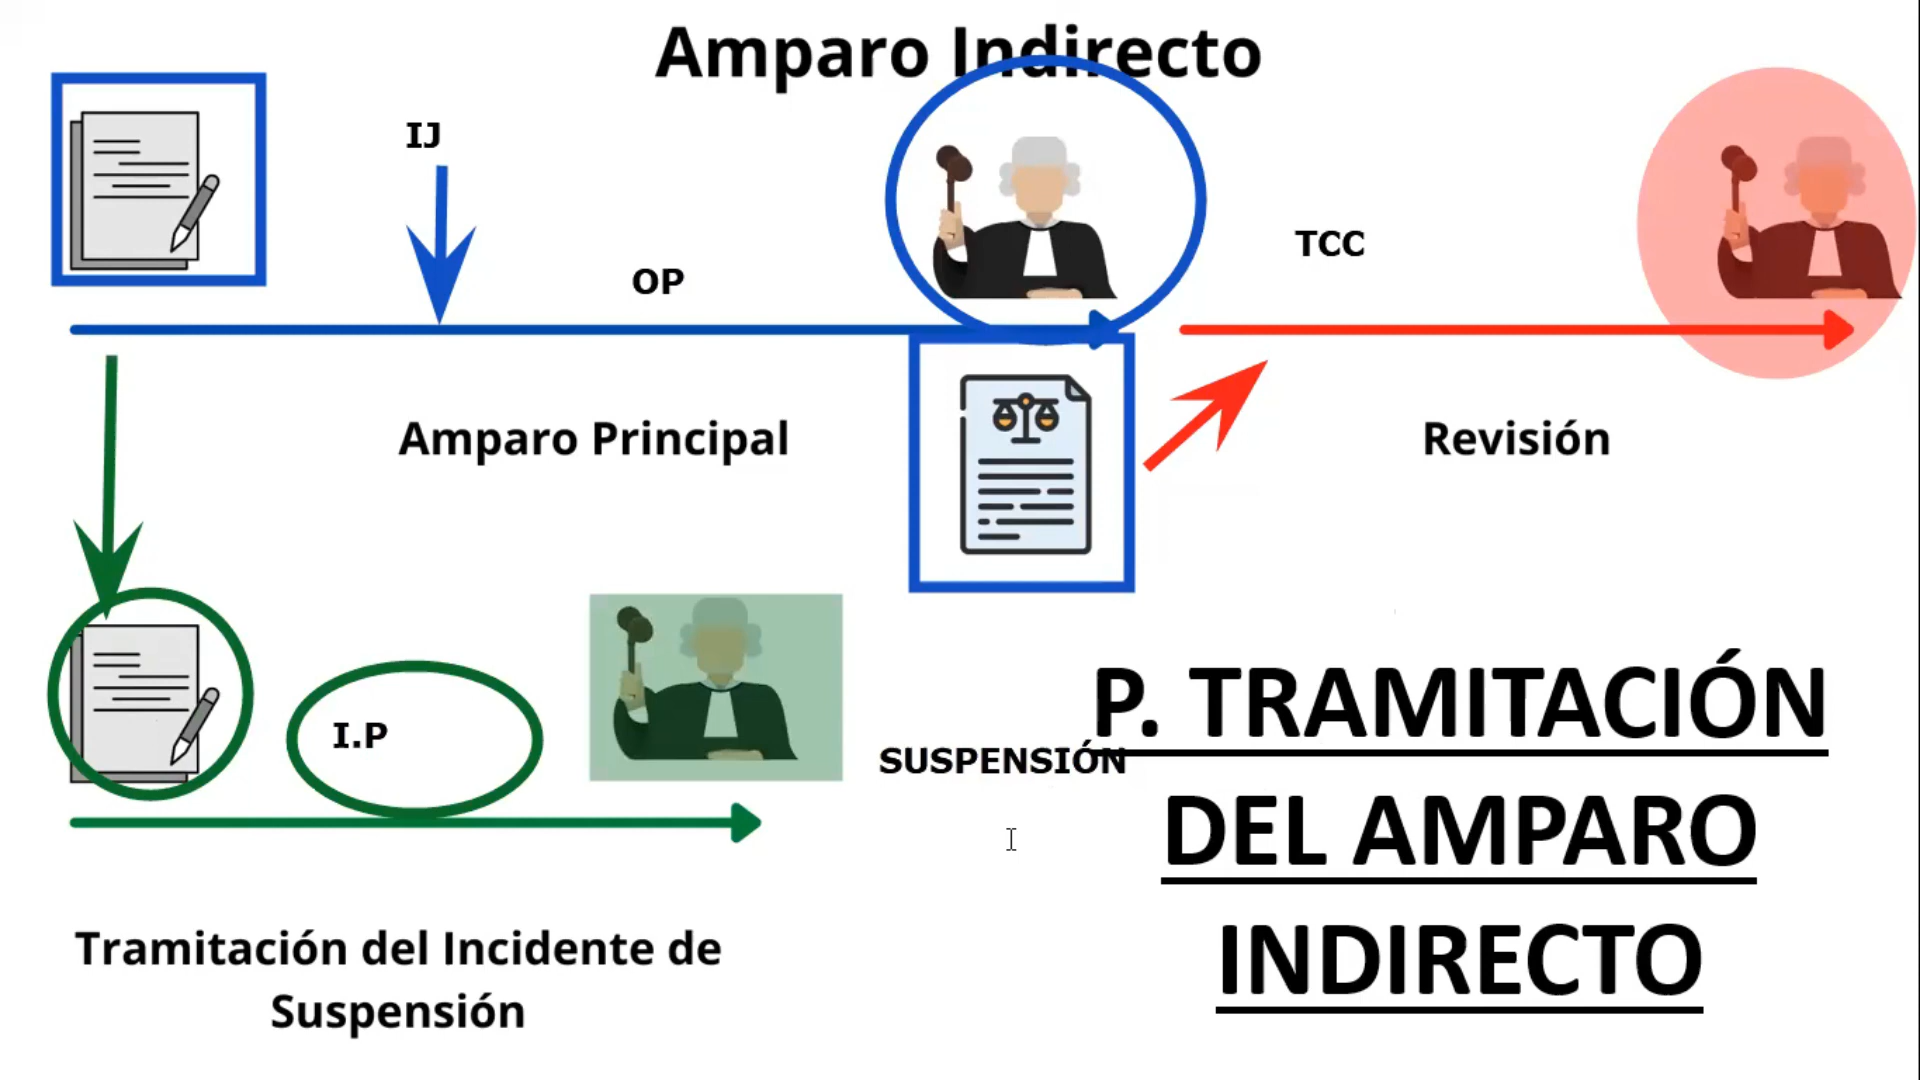 Amparo Indirecto
IJ
OP
TCC
Amparo Principal
Revisión
I.P
SUSPENSIÓN
P. TRAMITACIÓN
DEL AMPARO
INDIRECTO
Tramitación del Incidente de
Suspensión